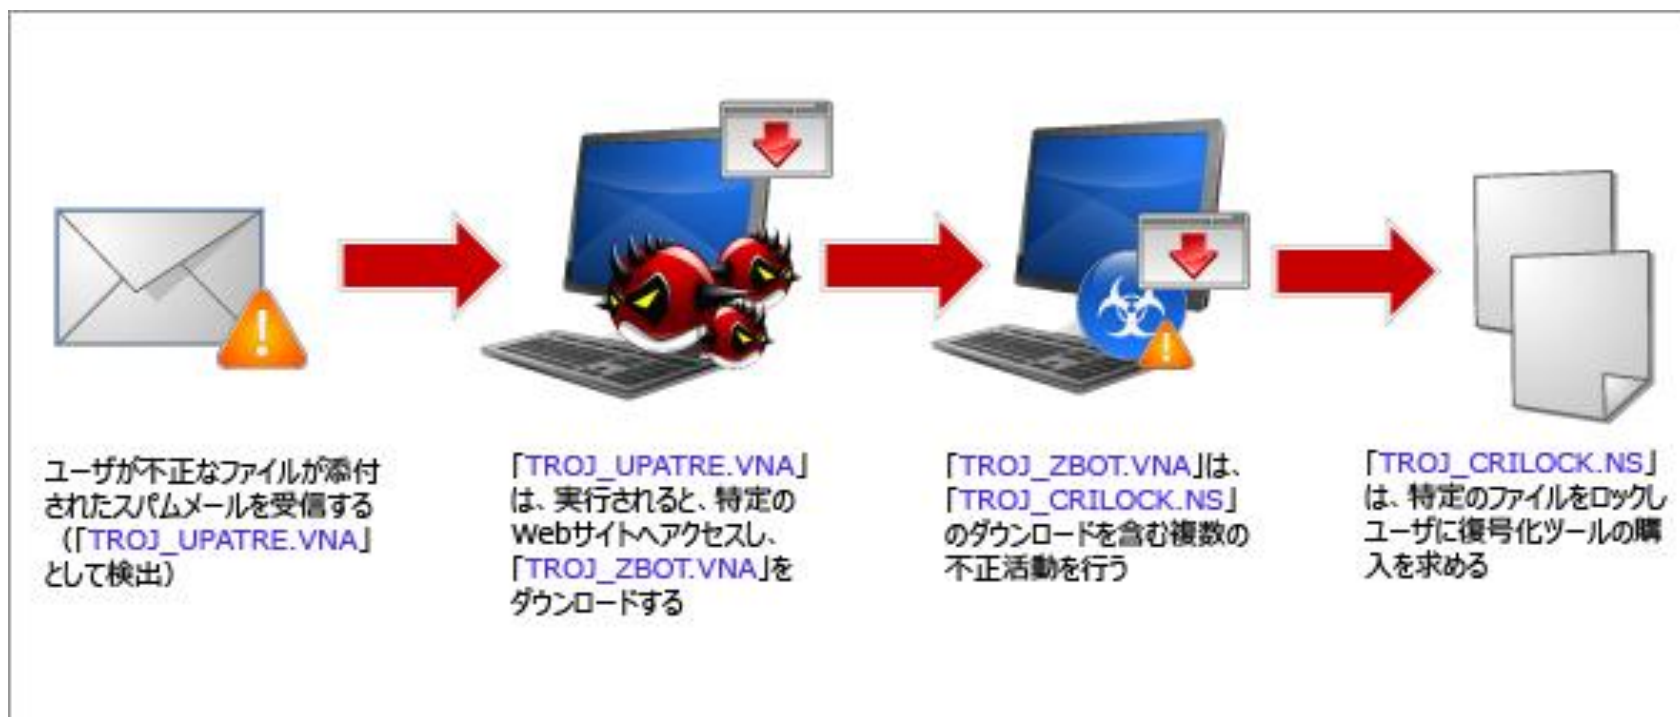 ユーザが不正なファイルが添付
されたスパムメールを受信する
（「TROJ_UPATRE.VNA」
として検出）
「TROJ_UPATRE.VNA」
は、実行されると、特定の
Webサイトへアクセスし、
「TROJ_ZBOT.VNA」を
ダウンロードする
「TROJ_ZBOT.VNA」は、
「TROJ_CRILOCK.NS」
のダウンロードを含む複数の
不正活動を行う
「TROJ_CRILOCK.NS」
は、特定のファイルをロックし
ユーザに復号化ツールの購
入を求める